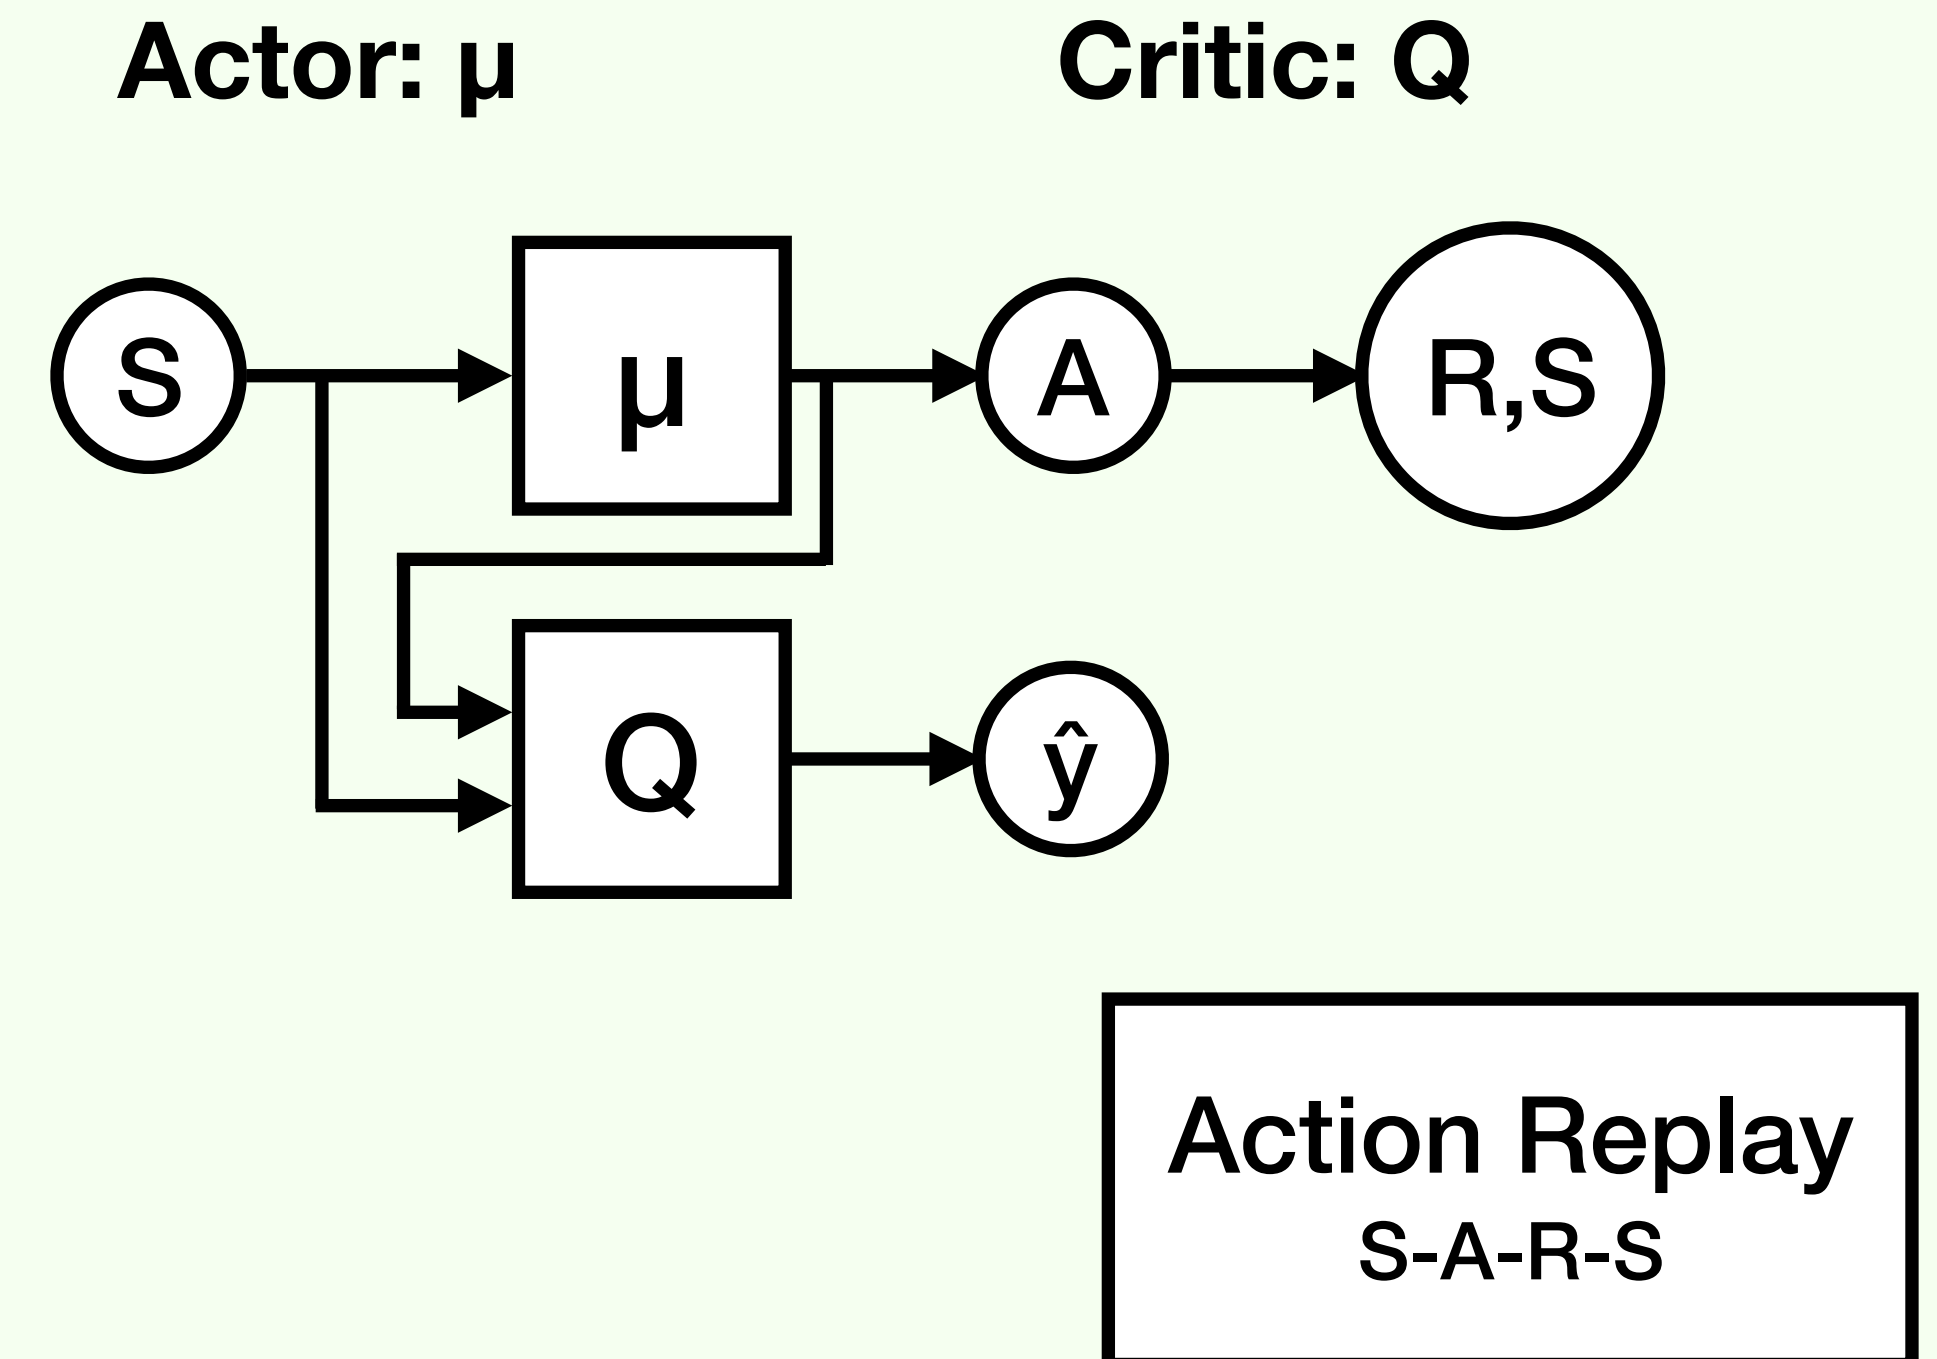 Actor: µ
Critic: Q
S
µ
A
R,S
Q
ŷ
Action Replay
S-A-R-S